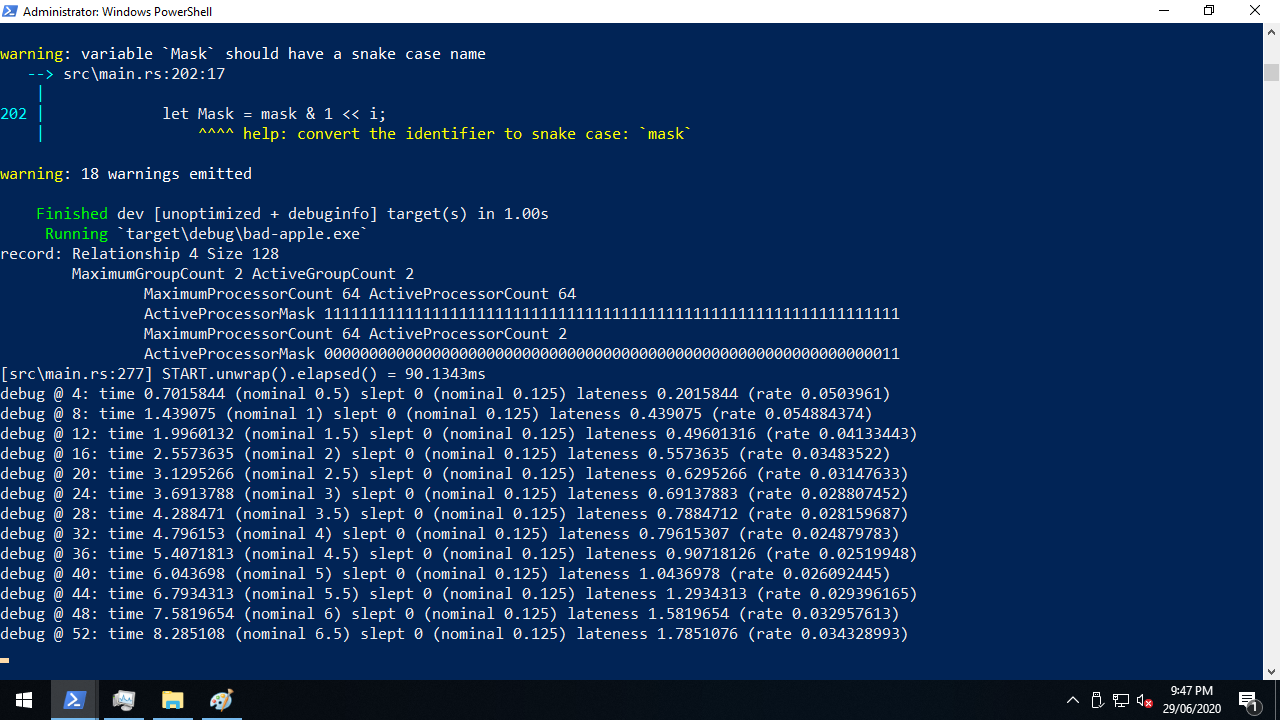 Administrator: Windows PowerShell
warning: variable `Mask` should have a snake case name
--> src\main.rs:202:17
|
202 | let Mask = mask & 1 << i;
| ^^^^ help: convert the identifier to snake case: `mask`
warning: 18 warnings emitted
Finished dev [unoptimized + debuginfo] target(s) in 1.00s
Running `target\debug\bad-apple.exe`
record: Relationship 4 Size 128
MaximumGroupCount 2 ActiveGroupCount 2
MaximumProcessorCount 64 ActiveProcessorCount 64
ActiveProcessorMask 1111111111111111111111111111111111111111111111111111111111111111
MaximumProcessorCount 64 ActiveProcessorCount 2
ActiveProcessorMask 0000000000000000000000000000000000000000000000000000000000000011
[src\main.rs:277] START.unwrap().elapsed() = 90.1343ms
debug @ 4: time 0.7015844 (nominal 0.5) slept 0 (nominal 0.125) lateness 0.2015844 (rate 0.0503961)
debug @ 8: time 1.439075 (nominal 1) slept 0 (nominal 0.125) lateness 0.439075 (rate 0.054884374)
debug @ 12: time 1.9960132 (nominal 1.5) slept 0 (nominal 0.125) lateness 0.49601316 (rate 0.04133443)
debug @ 16: time 2.5573635 (nominal 2) slept 0 (nominal 0.125) lateness 0.5573635 (rate 0.03483522)
debug @ 20: time 3.1295266 (nominal 2.5) slept 0 (nominal 0.125) lateness 0.6295266 (rate 0.03147633)
debug @ 24: time 3.6913788 (nominal 3) slept 0 (nominal 0.125) lateness 0.69137883 (rate 0.028807452)
debug @ 28: time 4.288471 (nominal 3.5) slept 0 (nominal 0.125) lateness 0.7884712 (rate 0.028159687)
debug @ 32: time 4.796153 (nominal 4) slept 0 (nominal 0.125) lateness 0.79615307 (rate 0.024879783)
debug @ 36: time 5.4071813 (nominal 4.5) slept 0 (nominal 0.125) lateness 0.90718126 (rate 0.02519948)
debug @ 40: time 6.043698 (nominal 5) slept 0 (nominal 0.125) lateness 1.0436978 (rate 0.026092445)
debug @ 44: time 6.7934313 (nominal 5.5) slept 0 (nominal 0.125) lateness 1.2934313 (rate 0.029396165)
debug @ 48: time 7.5819654 (nominal 6) slept 0 (nominal 0.125) lateness 1.5819654 (rate 0.032957613)
debug @ 52: time 8.285108 (nominal 6.5) slept 0 (nominal 0.125) lateness 1.7851076 (rate 0.034328993)
9:47 PM
29/06/2020
1